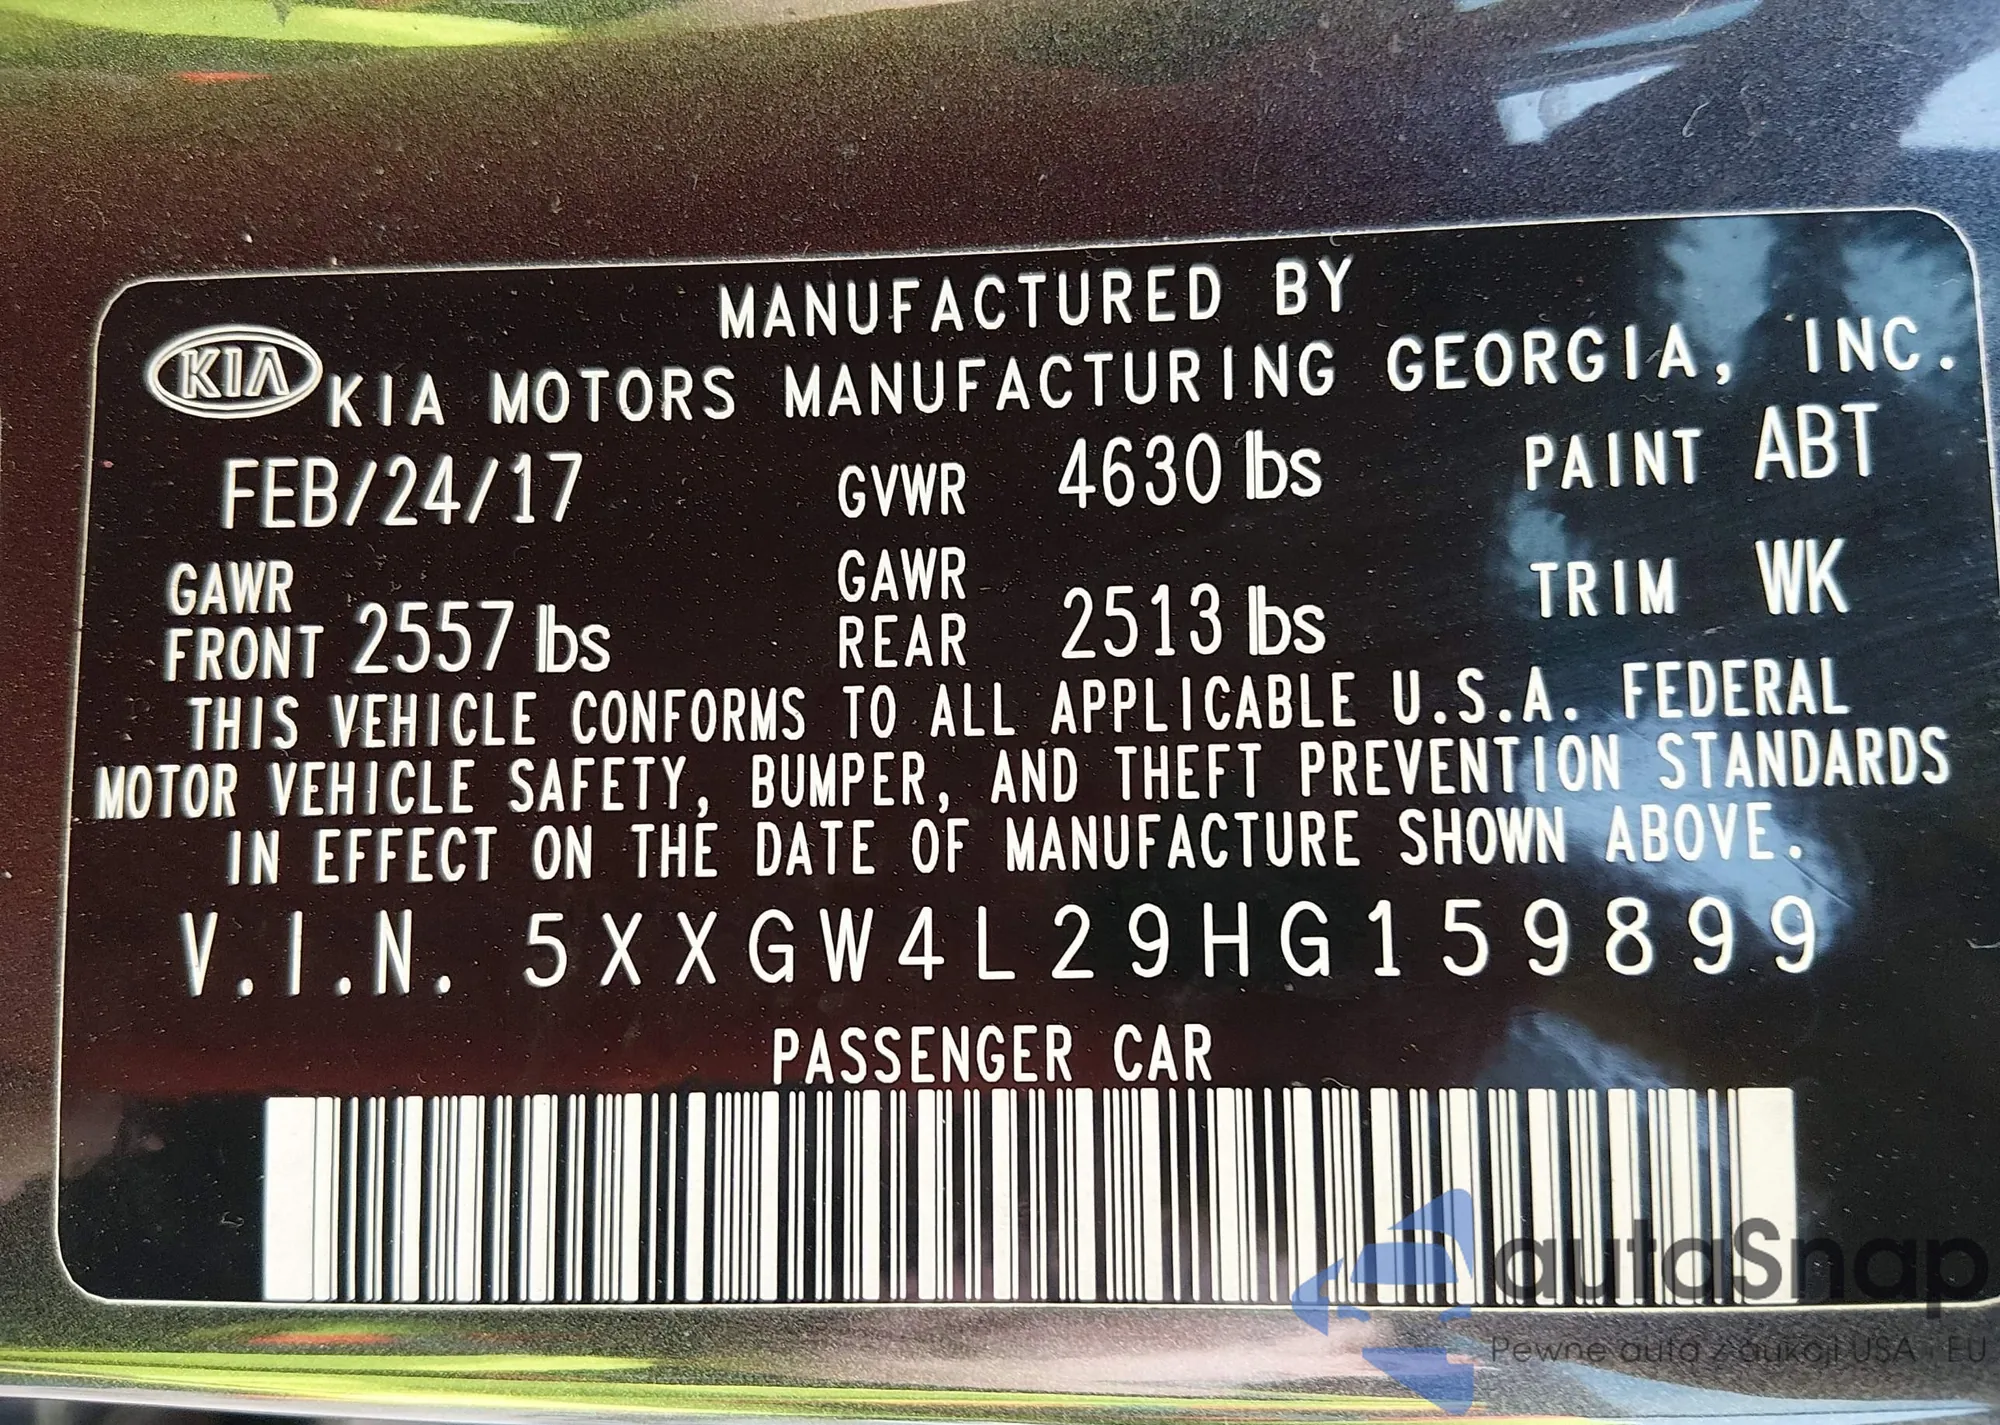 MANUFACTURED BY
KIA KIA MOTORS MANUFACTURING GEORGIA, INC.
FEB/24/17 GVWR 4630 lbs PAINT ABT
GAWR FRONT 2557 lbs GAWR REAR 2513 lbs TRIM WK
THIS VEHICLE CONFORMS TO ALL APPLICABLE U.S.A. FEDERAL
MOTOR VEHICLE SAFETY, BUMPER, AND THEFT PREVENTION STANDARDS
IN EFFECT ON THE DATE OF MANUFACTURE SHOWN ABOVE.
V.I.N. 5XXGW4L29HG159899
PASSENGER CAR
autaSnap
Pewne auta z aukcji USA i EU